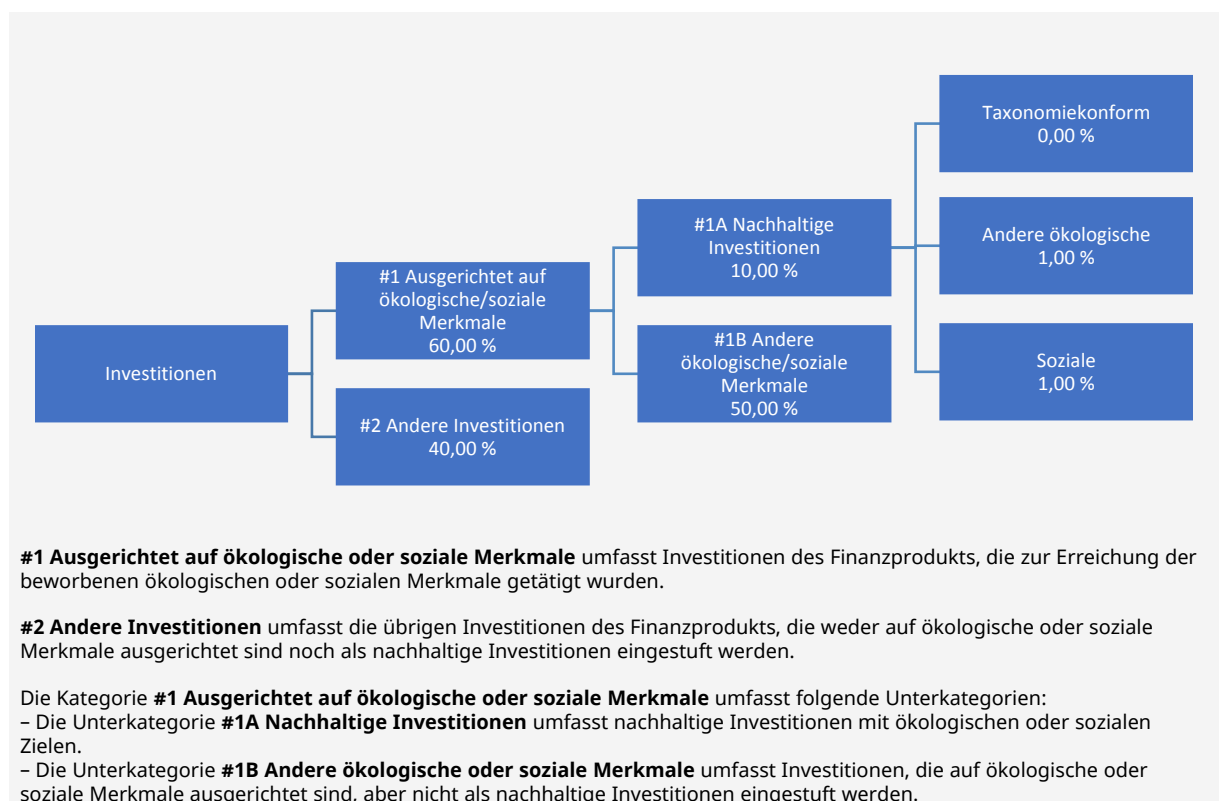 Taxonomiekonform
0,00 %
#1A Nachhaltige
Investitionen
10,00 %
Andere ökologische
1,00 %
#1 Ausgerichtet auf
ökologische/soziale
Merkmale
60,00 %
Investitionen
#1B Andere
ökologische/soziale
Merkmale
50,00 %
Soziale
1,00 %
#2 Andere Investitionen
40,00 %
#1 Ausgerichtet auf ökologische oder soziale Merkmale umfasst Investitionen des Finanzprodukts, die zur Erreichung der
beworbenen ökologischen oder sozialen Merkmale getätigt wurden.
#2 Andere Investitionen umfasst die übrigen Investitionen des Finanzprodukts, die weder auf ökologische oder soziale
Merkmale ausgerichtet sind noch als nachhaltige Investitionen eingestuft werden.
Die Kategorie #1 Ausgerichtet auf ökologische oder soziale Merkmale umfasst folgende Unterkategorien:
– Die Unterkategorie #1A Nachhaltige Investitionen umfasst nachhaltige Investitionen mit ökologischen oder sozialen
Zielen.
– Die Unterkategorie #1B Andere ökologische oder soziale Merkmale umfasst Investitionen, die auf ökologische oder
soziale Merkmale ausgerichtet sind, aber nicht als nachhaltige Investitionen eingestuft werden.